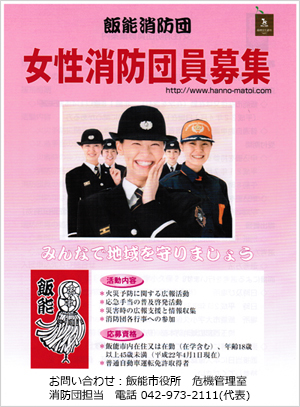 飯能消防団
女性消防団員募集
http://www.hanno-matoi.com
みんなで地域を守りましょう
飯能
活動内容
●火災予防に関する広報活動
●応急手当の普及啓発活動
●災害時の広報支援と情報収集
●消防団各行事への参加
応募資格
●飯能市内在住又は在勤（在学含む）、年齢18歳
以上45歳未満（平成22年4月1日現在）
●普通自動車運転免許取得者
お問い合わせ：飯能市役所　危機管理室
消防団担当　電話 042-973-2111(代表)